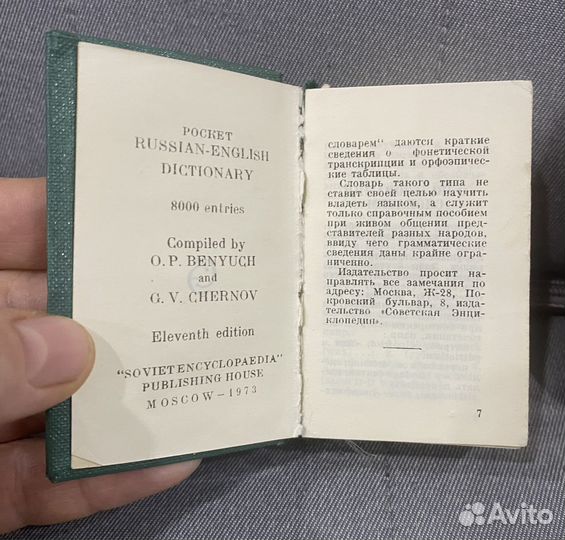 POCKET
RUSSIAN-ENGLISH
DICTIONARY
8000 entries
Compiled by
O. P. BENYUCH
and
G. V. CHERNOV
Eleventh edition
“SOVIET ENCYCLOPAEDIA”
PUBLISHING HOUSE
MOSCOW — 1973
словарем“ даются краткие
сведения о фонетической
транскрипции и орфоэпичес-
кие таблицы.
Словарь такого типа не
ставит своей целью научить
владеть языком, а служит
только справочным пособием
при живом общении пред-
ставителей разных народов,
ввиду чего грамматические
сведения даны крайне огра-
ниченно.
Издательство просит на-
правлять все замечания по
адресу: Москва, Ж-28, По-
кровский бульвар, 8, изда-
тельство «Советская Энци-
клопедия».
7
Avito